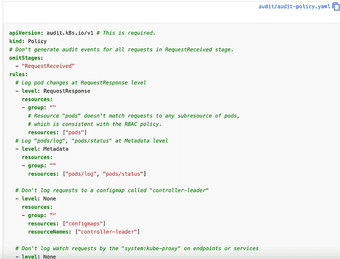 audit/audit-policy.yaml
apiVersion: audit.k8s.io/v1 # This is required.
kind: Policy
# Don't generate audit events for all requests in RequestReceived stage.
omitStages:
  - "RequestReceived"
rules:
  # Log pod changes at RequestResponse level
  - level: RequestResponse
    resources:
    - group: ""
      # Resource "pods" doesn't match requests to any subresource of pods,
      # which is consistent with the RBAC policy.
      resources: ["pods"]
  # Log "pods/log", "pods/status" at Metadata level
  - level: Metadata
    resources:
    - group: ""
      resources: ["pods/log", "pods/status"]
  # Don't log requests to a configmap called "controller-leader"
  - level: None
    resources:
    - group: ""
      resources: ["configmaps"]
      resourceNames: ["controller-leader"]
  # Don't log watch requests by the "system:kube-proxy" on endpoints or services
  - level: None